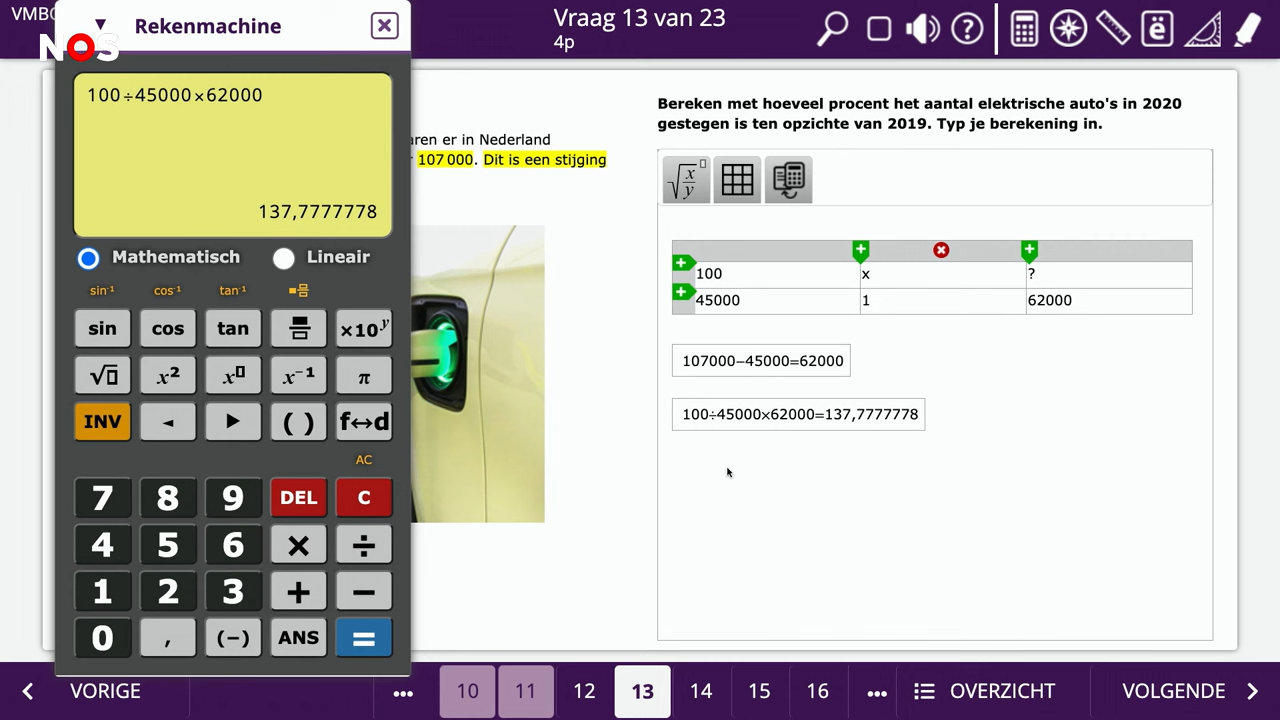 VMBO
NOS
Rekenmachine
Vraag 13 van 23
4p
100÷45000×62000
137,7777778
Mathematisch
Lineair
sin⁻¹ cos⁻¹ tan⁻¹
sin cos tan ×10ʸ
√ x² x x⁻¹ π
INV ◄ ► ( ) f↔d
AC
7 8 9 DEL C
4 5 6 × ÷
1 2 3 + −
0 , (−) ANS =
aren er in Nederland
107 000. Dit is een stijging
Bereken met hoeveel procent het aantal elektrische auto's in 2020
gestegen is ten opzichte van 2019. Typ je berekening in.
100 x ?
45000 1 62000
107000−45000=62000
100÷45000×62000=137,7777778
VORIGE ... 10 11 12 13 14 15 16 ... OVERZICHT VOLGENDE